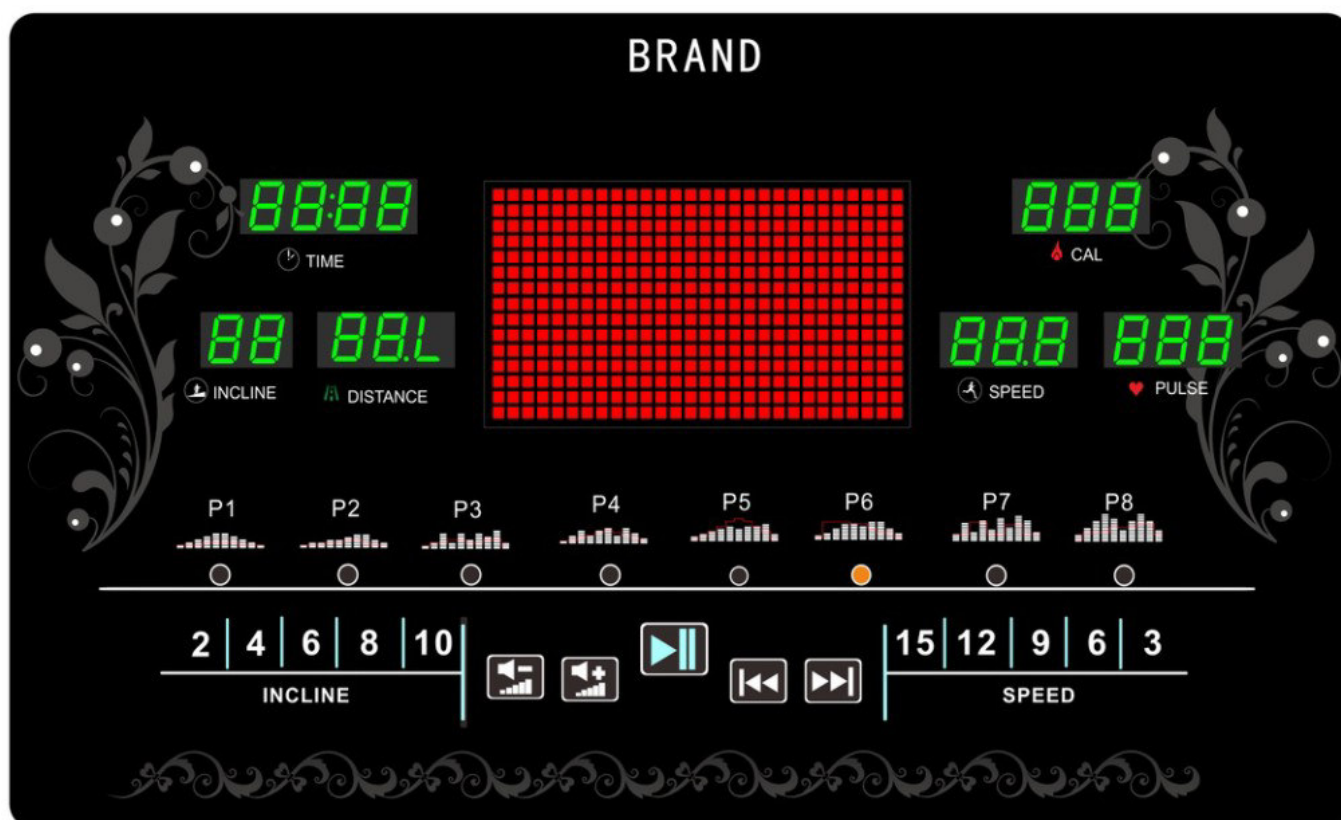 BRAND
88:88
TIME
888
CAL
88
INCLINE
88.L
DISTANCE
88.8
SPEED
888
PULSE
P1 P2 P3 P4 P5 P6 P7 P8
2 4 6 8 10
INCLINE
15 12 9 6 3
SPEED